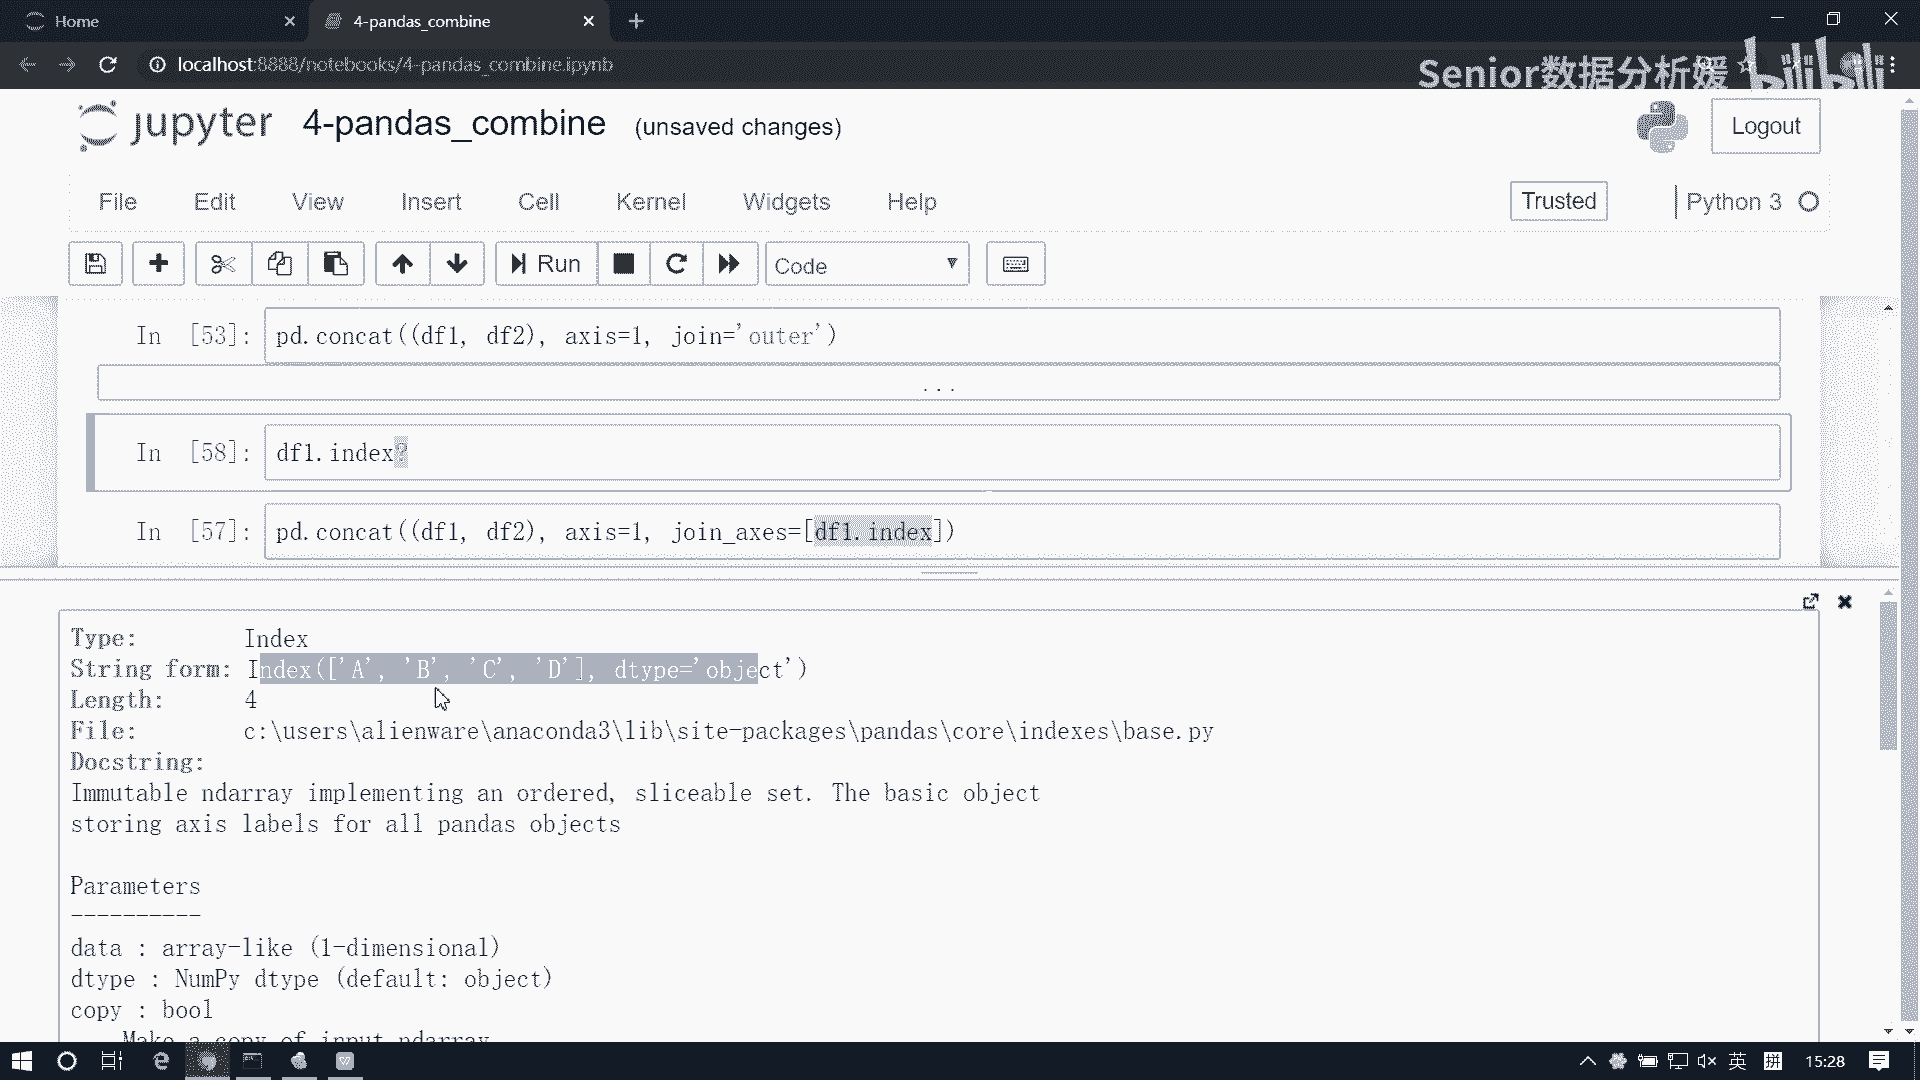 Home
4-pandas_combine
localhost:8888/notebooks/4-pandas_combine.ipynb
Senior数据分析媛 bilibili
jupyter 4-pandas_combine (unsaved changes)
Logout
File Edit View Insert Cell Kernel Widgets Help
Trusted
Python 3
Run
Code
In [53]: pd.concat((df1, df2), axis=1, join='outer')
...
In [58]: df1.index?
In [57]: pd.concat((df1, df2), axis=1, join_axes=[df1.index])
Type: Index
String form: Index(['A', 'B', 'C', 'D'], dtype='object')
Length: 4
File: c:\users\alienware\anaconda3\lib\site-packages\pandas\core\indexes\base.py
Docstring:
Immutable ndarray implementing an ordered, sliceable set. The basic object
storing axis labels for all pandas objects
Parameters
----------
data : array-like (1-dimensional)
dtype : NumPy dtype (default: object)
copy : bool
Make a copy of input ndarray
英
拼
15:28